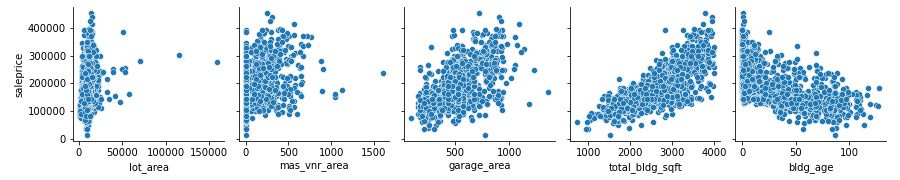 saleprice
400000
300000
200000
100000
0
0 50000 100000 150000
lot_area
0 500 1000 1500
mas_vnr_area
500 1000
garage_area
1000 2000 3000 4000
total_bldg_sqft
0 50 100
bldg_age